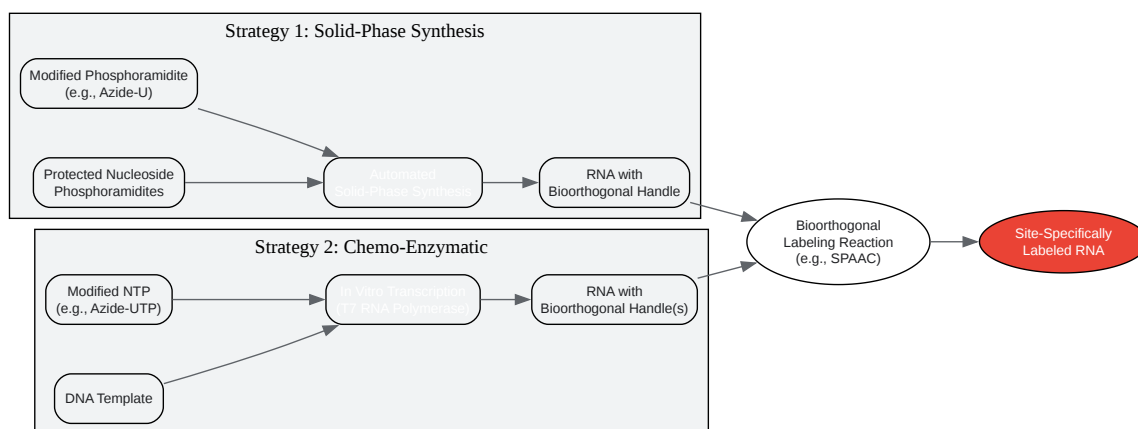 Strategy 1: Solid-Phase Synthesis
Modified Phosphoramidite
(e.g., Azide-U)
Protected Nucleoside
Phosphoramidites
Automated
Solid-Phase Synthesis
RNA with
Bioorthogonal Handle
Strategy 2: Chemo-Enzymatic
Modified NTP
(e.g., Azide-UTP)
DNA Template
In Vitro Transcription
(T7 RNA Polymerase)
RNA with
Bioorthogonal Handle(s)
Bioorthogonal
Labeling Reaction
(e.g., SPAAC)
Site-Specifically
Labeled RNA